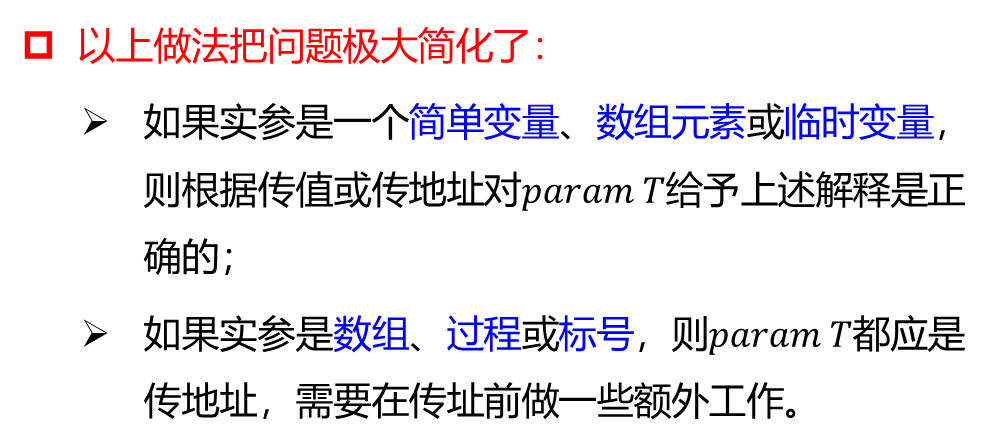 以上做法把问题极大简化了：
如果实参是一个简单变量、数组元素或临时变量，
则根据传值或传地址对param T给予上述解释是正
确的；
如果实参是数组、过程或标号，则param T都应是
传地址，需要在传址前做一些额外工作。